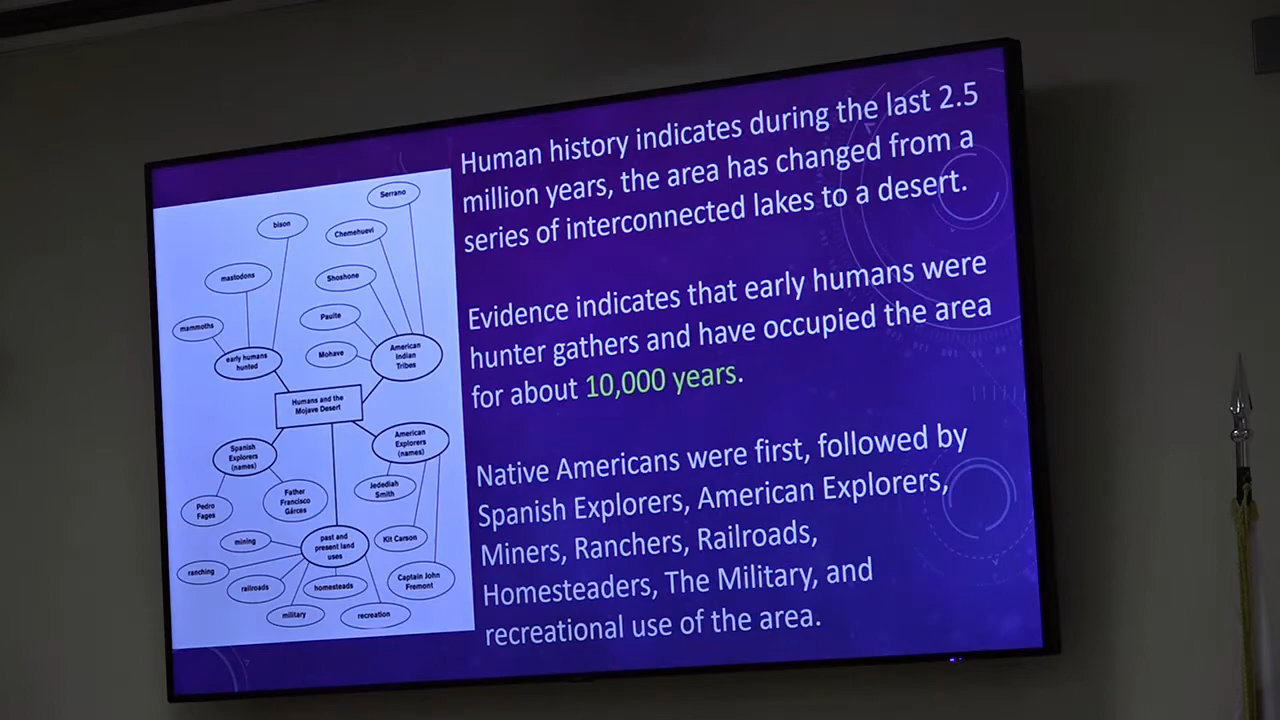 Serrano
bison
Chemehuevi
mastodons
Shoshone
mammoths
Pauite
early humans
hunted
Mohave
American
Indian
Tribes
Humans and the
Mojave Desert
Spanish
Explorers
(names)
American
Explorers
(names)
Pedro
Fages
Father
Francisco
Gárces
Jedediah
Smith
mining
past and
present land
uses
Kit Carson
ranching
railroads
homesteads
Captain John
Fremont
military
recreation
Human history indicates during the last 2.5
million years, the area has changed from a
series of interconnected lakes to a desert.
Evidence indicates that early humans were
hunter gathers and have occupied the area
for about 10,000 years.
Native Americans were first, followed by
Spanish Explorers, American Explorers,
Miners, Ranchers, Railroads,
Homesteaders, The Military, and
recreational use of the area.